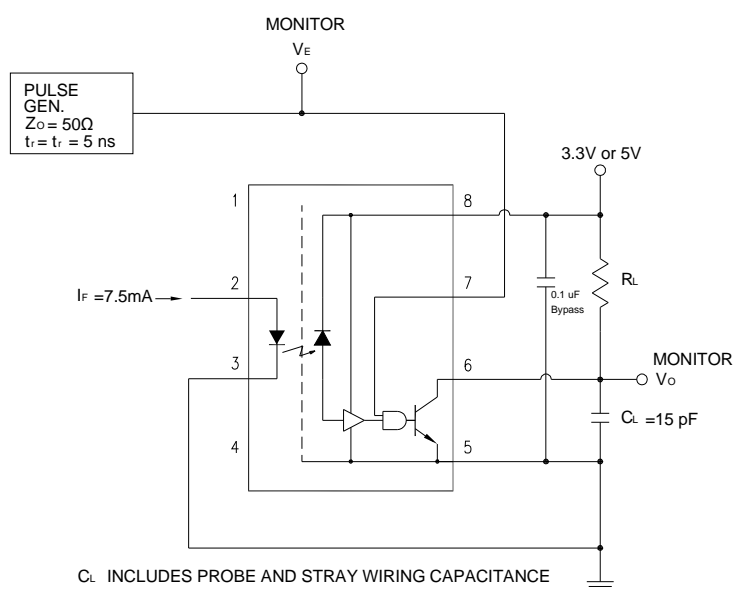 MONITOR
VE
PULSE
GEN.
ZO = 50Ω
tr = tr = 5 ns
3.3V or 5V
1
8
2
7
IF =7.5mA
0.1 uF
Bypass
RL
3
6
MONITOR
VO
4
5
CL =15 pF
CL INCLUDES PROBE AND STRAY WIRING CAPACITANCE